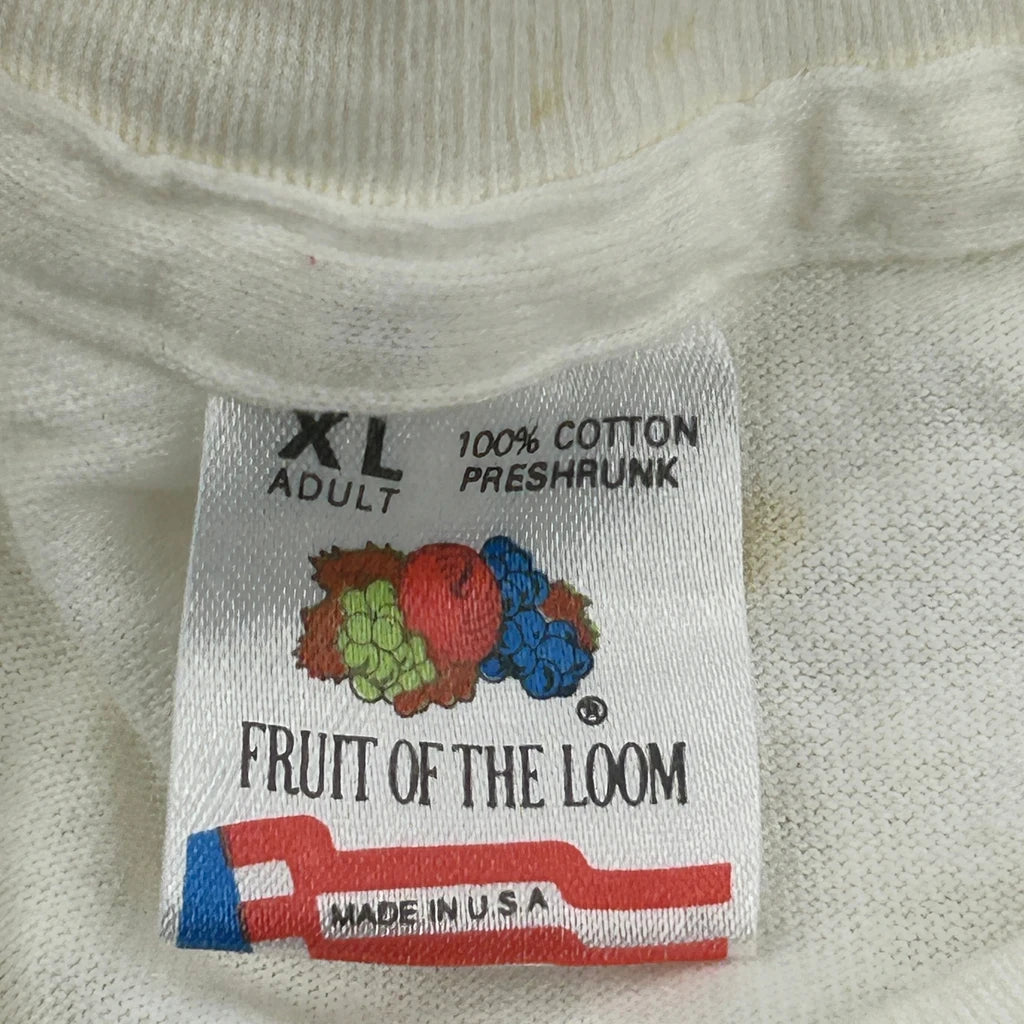 XL
ADULT
100% COTTON
PRESHRUNK
®
FRUIT OF THE LOOM
MADE IN U S A